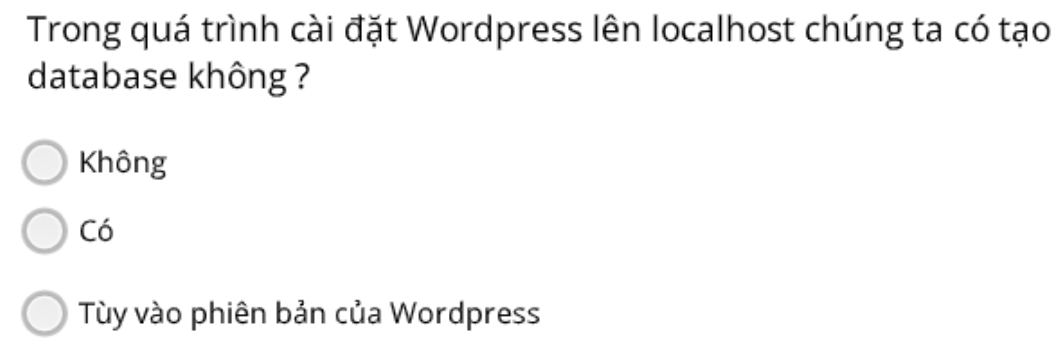 Trong quá trình cài đặt Wordpress lên localhost chúng ta có tạo
database không ?
Không
Có
Tùy vào phiên bản của Wordpress